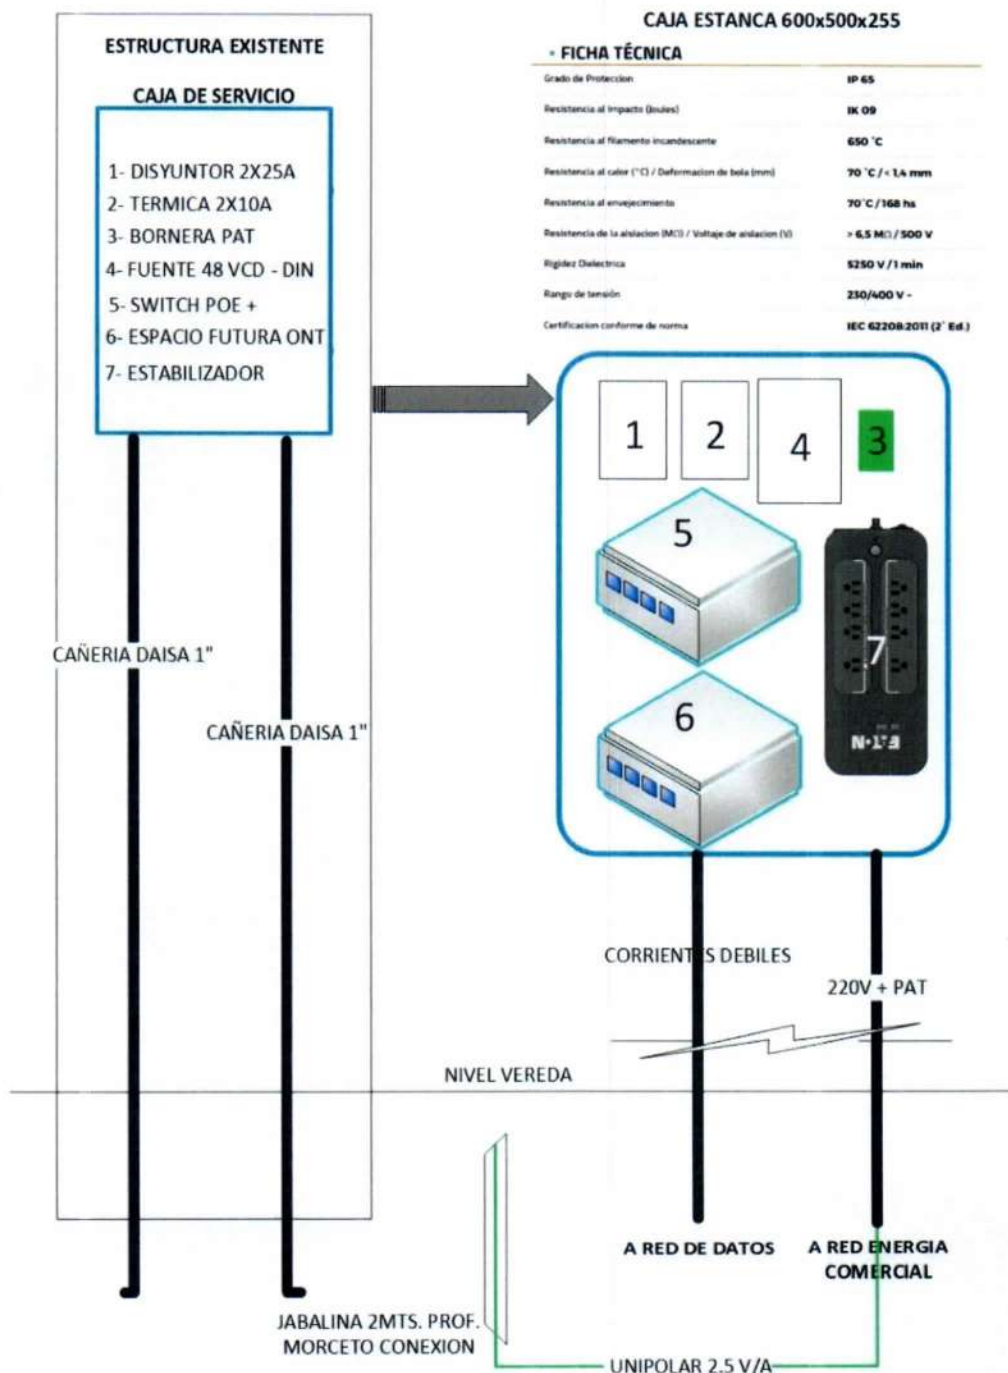 ESTRUCTURA EXISTENTE
CAJA DE SERVICIO
1- DISYUNTOR 2X25A
2- TERMICA 2X10A
3- BORNERA PAT
4- FUENTE 48 VCD - DIN
5- SWITCH POE +
6- ESPACIO FUTURA ONT
7- ESTABILIZADOR
CAÑERIA DAISA 1"
CAÑERIA DAISA 1"
CAJA ESTANCA 600x500x255
• FICHA TÉCNICA
Grado de Proteccion IP 65
Resistencia al Impacto (Joules) IK 09
Resistencia al filamento incandescente 650 °C
Resistencia al calor (°C) / Deformacion de bola (mm) 70 °C / < 1,4 mm
Resistencia al envejecimiento 70°C / 168 hs
Resistencia de la aislacion (MΩ) / Voltaje de aislacion (V) > 6,5 MΩ / 500 V
Rigidez Dielectrica 5250 V / 1 min
Rango de tensión 230/400 V ~
Certificacion conforme de norma IEC 62208:2011 (2° Ed.)
1
2
4
3
5
7
6
CORRIENTES DEBILES
220V + PAT
NIVEL VEREDA
A RED DE DATOS
A RED ENERGIA
COMERCIAL
JABALINA 2MTS. PROF.
MORCETO CONEXION
UNIPOLAR 2.5 V/A